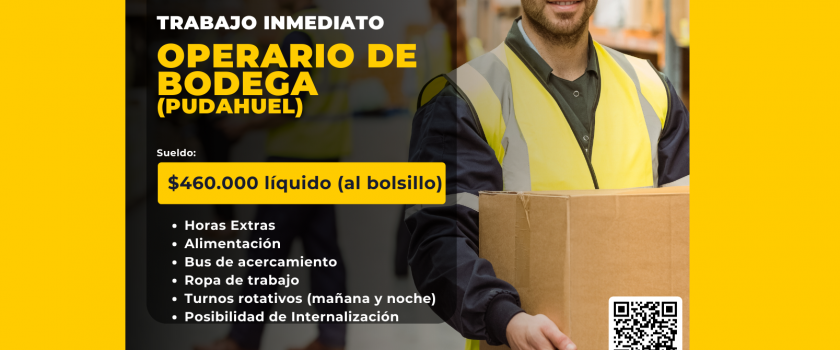 TRABAJO INMEDIATO
OPERARIO DE
BODEGA
(PUDAHUEL)
Sueldo:
$460.000 líquido (al bolsillo)
• Horas Extras
• Alimentación
• Bus de acercamiento
• Ropa de trabajo
• Turnos rotativos (mañana y noche)
• Posibilidad de Internalización